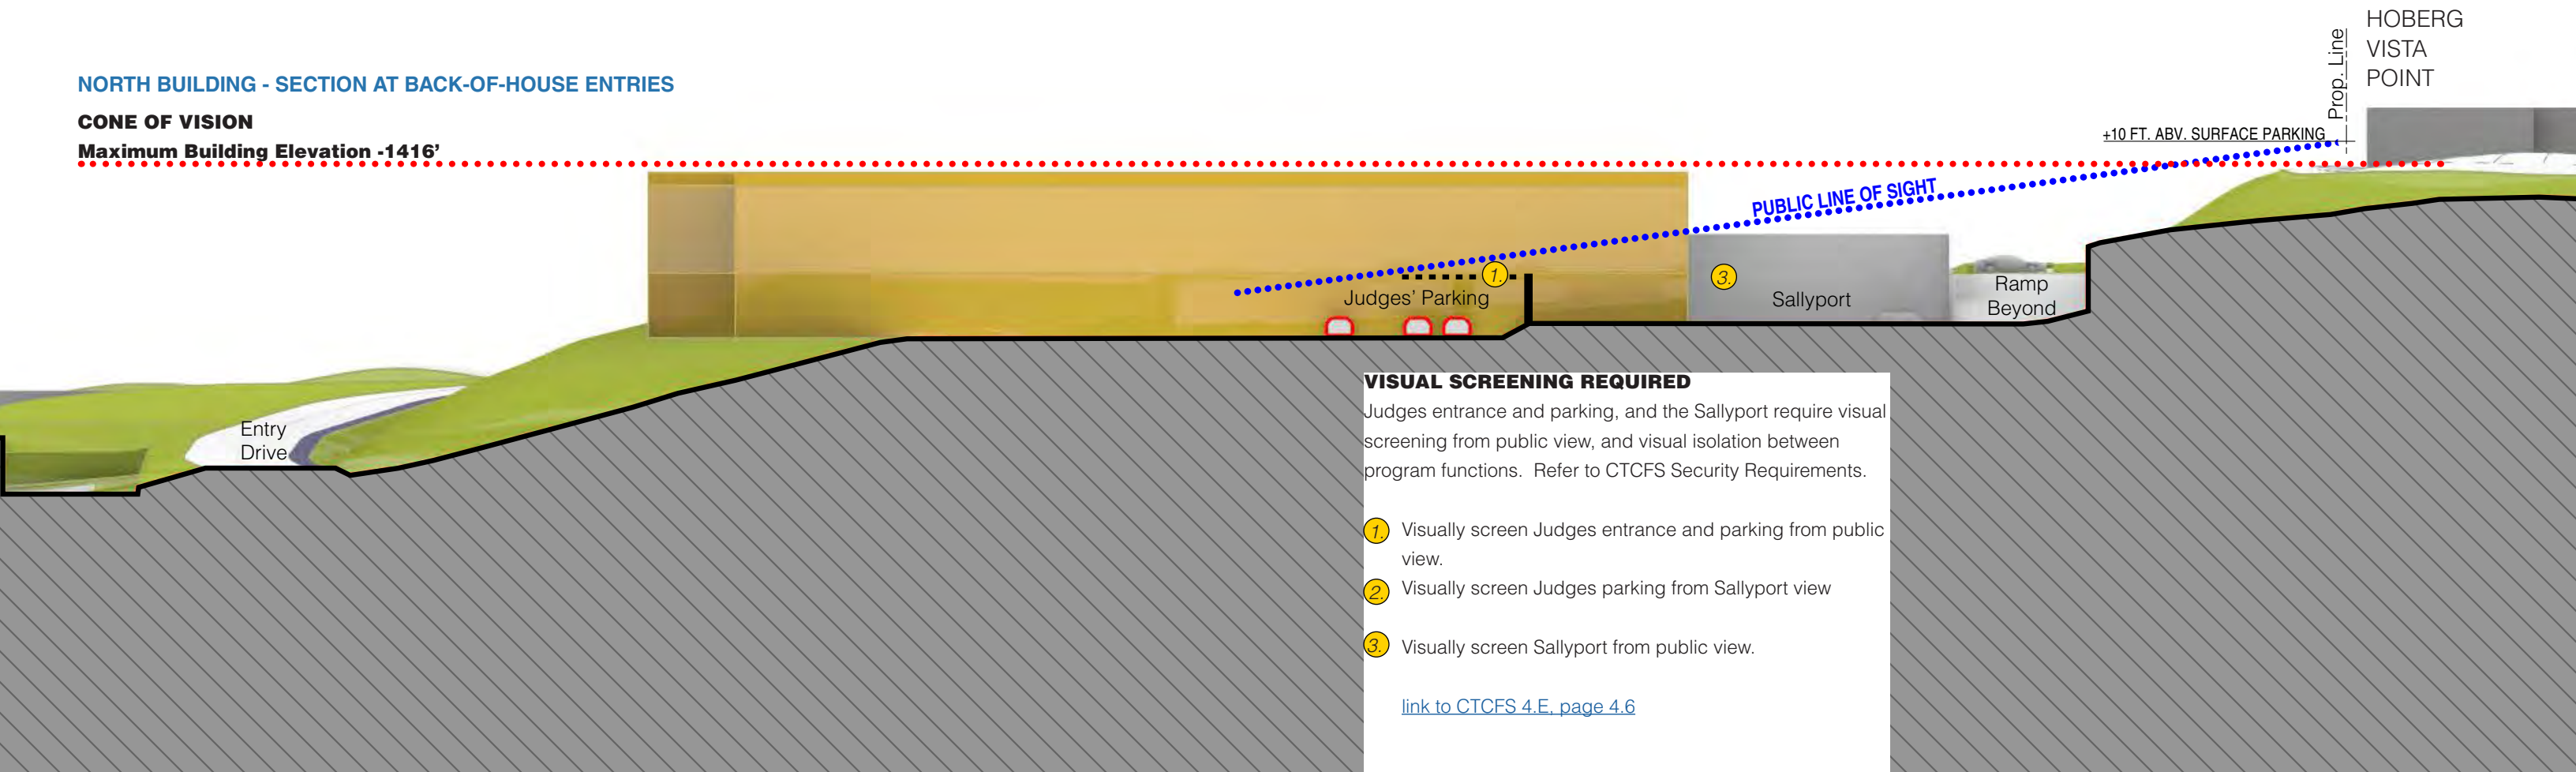 HOBERG
VISTA
POINT
Prop. Line
NORTH BUILDING - SECTION AT BACK-OF-HOUSE ENTRIES
CONE OF VISION
Maximum Building Elevation -1416’
+10 FT. ABV. SURFACE PARKING
PUBLIC LINE OF SIGHT
1.
3.
Judges’ Parking
Sallyport
Ramp
Beyond
Entry
Drive
VISUAL SCREENING REQUIRED
Judges entrance and parking, and the Sallyport require visual
screening from public view, and visual isolation between
program functions.  Refer to CTCFS Security Requirements.
1. Visually screen Judges entrance and parking from public
view.
2. Visually screen Judges parking from Sallyport view
3. Visually screen Sallyport from public view.
link to CTCFS 4.E, page 4.6